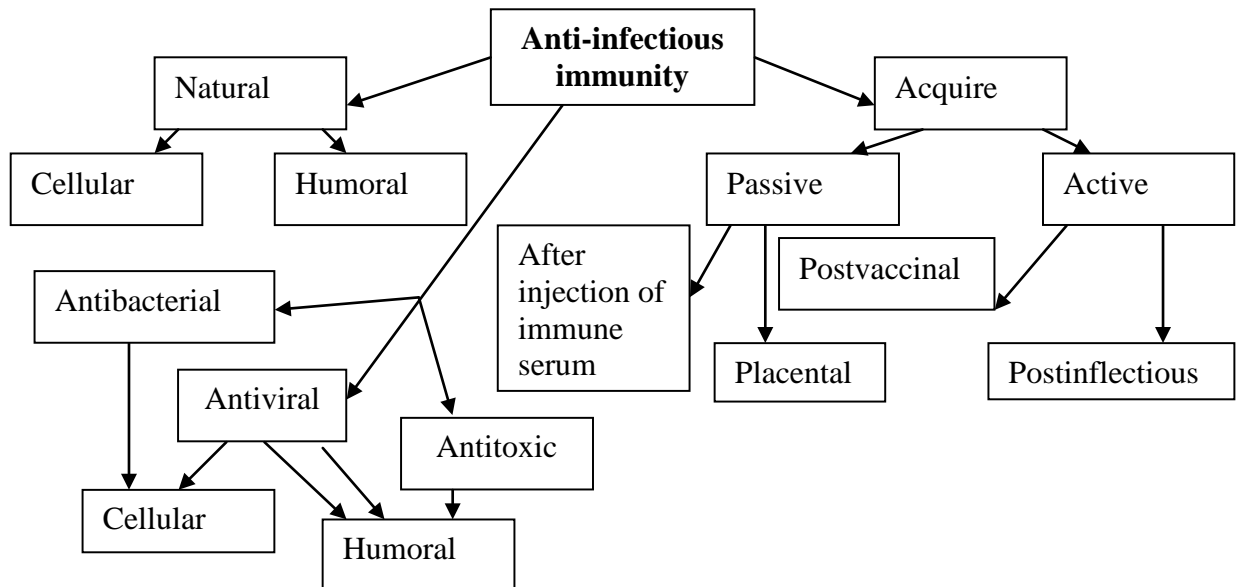 Anti-infectious
immunity
Natural
Acquire
Cellular
Humoral
Passive
Active
After
injection of
immune
serum
Postvaccinal
Antibacterial
Placental
Postinflectious
Antiviral
Antitoxic
Cellular
Humoral